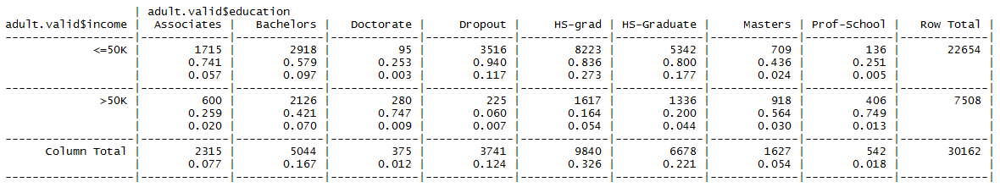 | adult.valid$education
adult.valid$income | Associates | Bachelors | Doctorate | Dropout | HS-grad | HS-Graduate | Masters | Prof-School | Row Total |
-------------------|-------------|-------------|-------------|-------------|-------------|-------------|-------------|-------------|-------------|
<=50K | 1715 | 2918 | 95 | 3516 | 8223 | 5342 | 709 | 136 | 22654 |
| 0.741 | 0.579 | 0.253 | 0.940 | 0.836 | 0.800 | 0.436 | 0.251 | |
| 0.057 | 0.097 | 0.003 | 0.117 | 0.273 | 0.177 | 0.024 | 0.005 | |
-------------------|-------------|-------------|-------------|-------------|-------------|-------------|-------------|-------------|-------------|
>50K | 600 | 2126 | 280 | 225 | 1617 | 1336 | 918 | 406 | 7508 |
| 0.259 | 0.421 | 0.747 | 0.060 | 0.164 | 0.200 | 0.564 | 0.749 | |
| 0.020 | 0.070 | 0.009 | 0.007 | 0.054 | 0.044 | 0.030 | 0.013 | |
-------------------|-------------|-------------|-------------|-------------|-------------|-------------|-------------|-------------|-------------|
Column Total | 2315 | 5044 | 375 | 3741 | 9840 | 6678 | 1627 | 542 | 30162 |
| 0.077 | 0.167 | 0.012 | 0.124 | 0.326 | 0.221 | 0.054 | 0.018 | |
-------------------|-------------|-------------|-------------|-------------|-------------|-------------|-------------|-------------|-------------|